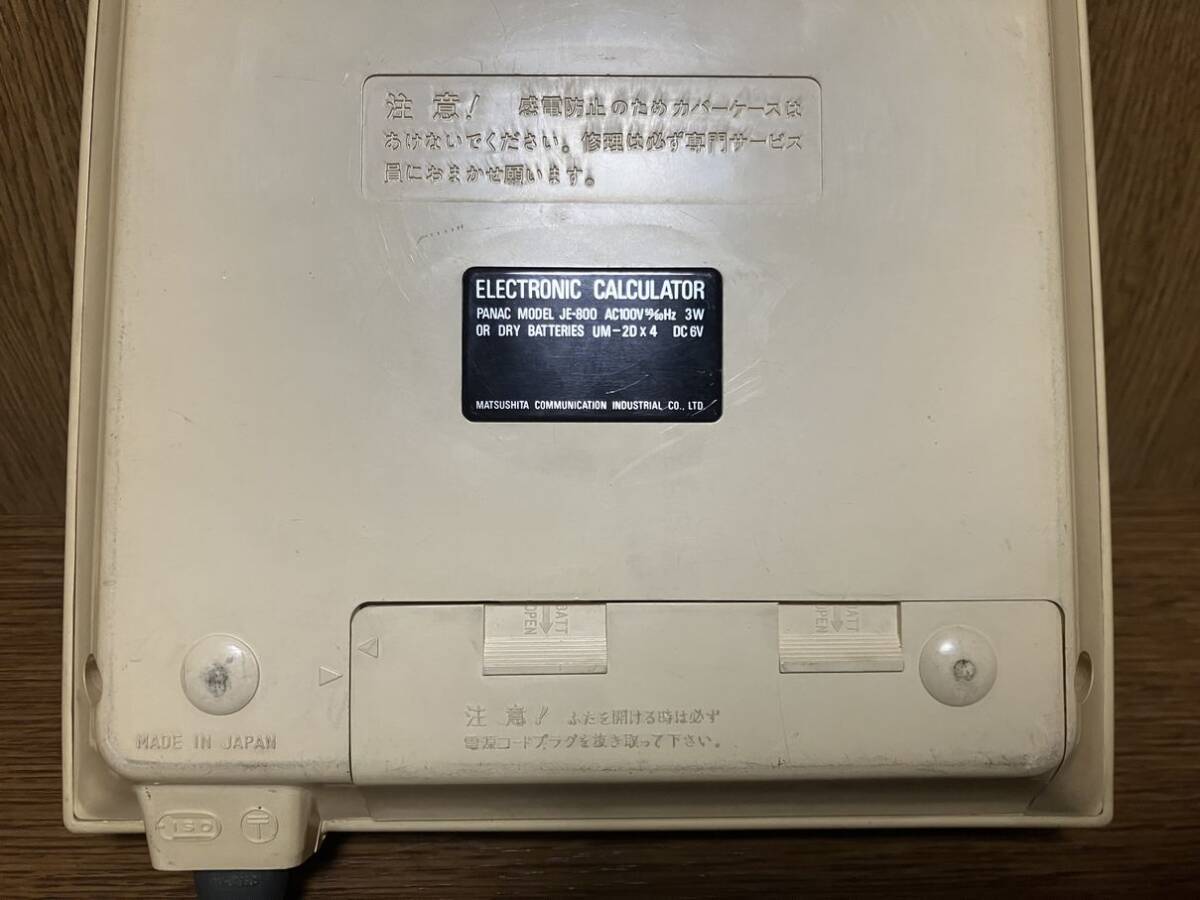 注意! 感電防止のためカバーケースは
あけないでください。修理は必ず専門サービス
員におまかせ願います。
ELECTRONIC CALCULATOR
PANAC MODEL JE-800 AC100V 50/60Hz 3W
OR DRY BATTERIES UM-2D×4 DC6V
MATSUSHITA COMMUNICATION INDUSTRIAL CO., LTD.
BATT
OPEN
BATT
OPEN
注意! ふたを開ける時は必ず
電源コードプラグを抜き取って下さい。
MADE IN JAPAN
ISO